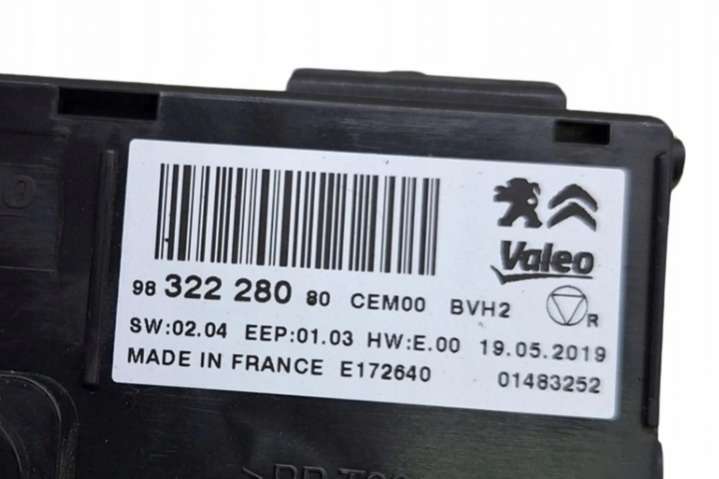 Valeo
98 322 280 80 CEM00 BVH2 R
SW:02.04 EEP:01.03 HW:E.00 19.05.2019
MADE IN FRANCE E172640 01483252